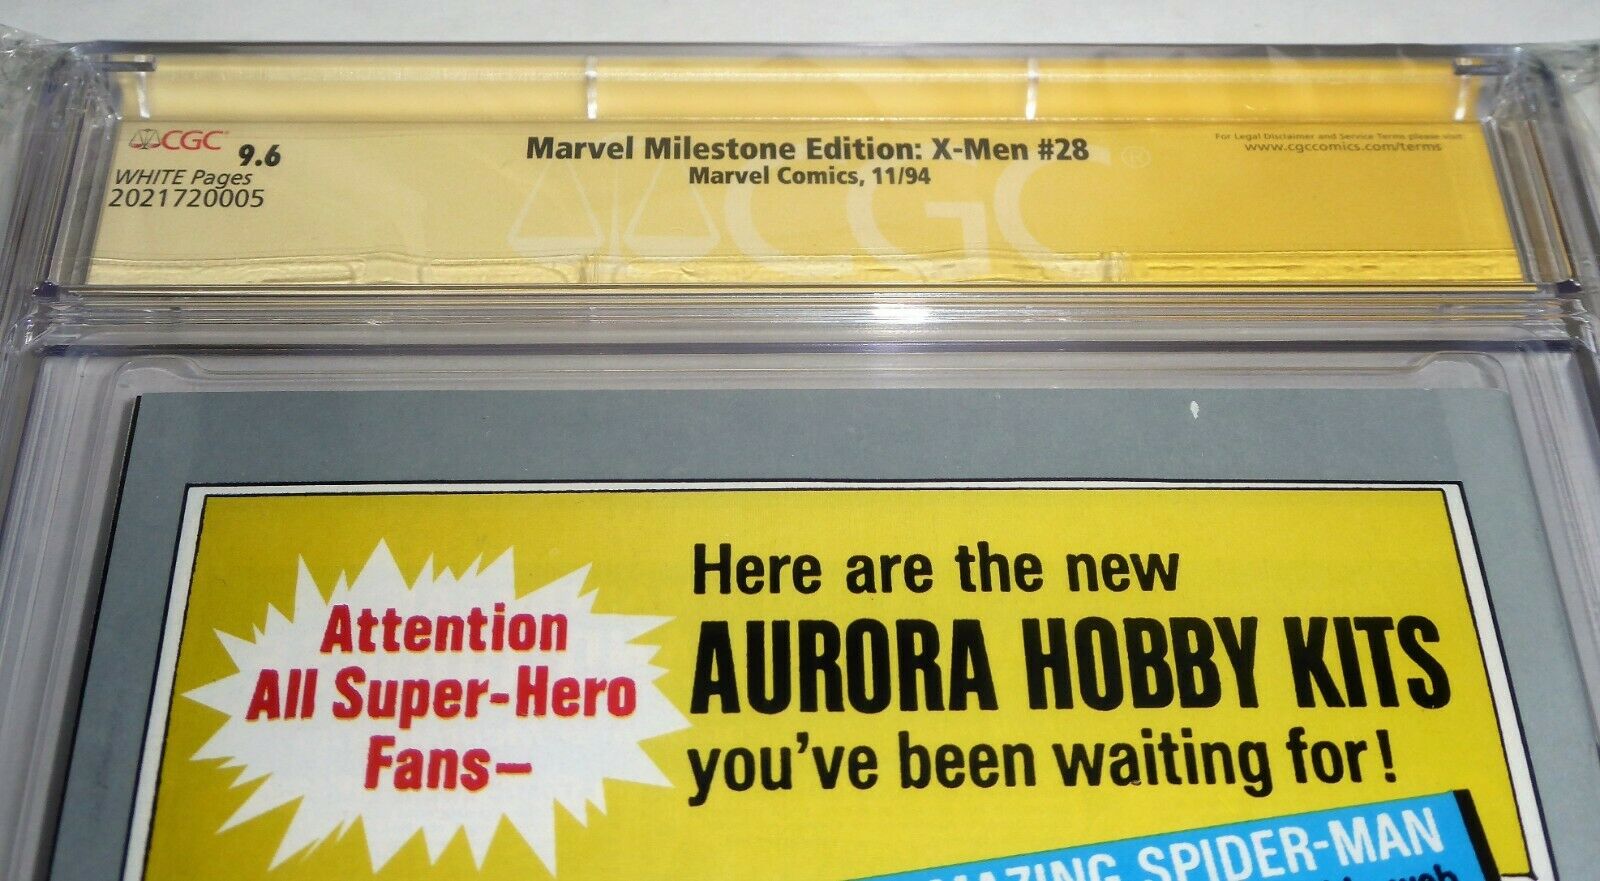 CGC 9.6
WHITE Pages
2021720005
Marvel Milestone Edition: X-Men #28
Marvel Comics, 11/94
For Legal Disclaimer and Service Terms please visit
www.cgccomics.com/terms
CGC®
Attention
All Super-Hero
Fans—
Here are the new
AURORA HOBBY KITS
you've been waiting for!
AMAZING SPIDER-MAN